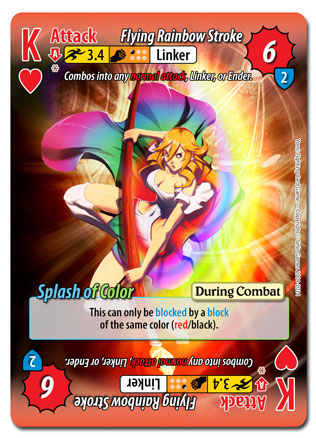 K Attack Flying Rainbow Stroke
3.4 Linker 6
2
Combos into any normal attack, Linker, or Ender.
Splash of Color During Combat
This can only be blocked by a block
of the same color (red/black).
Combos into any normal attack, Linker, or Ender.
2
3.4 Linker 6
K Attack Flying Rainbow Stroke